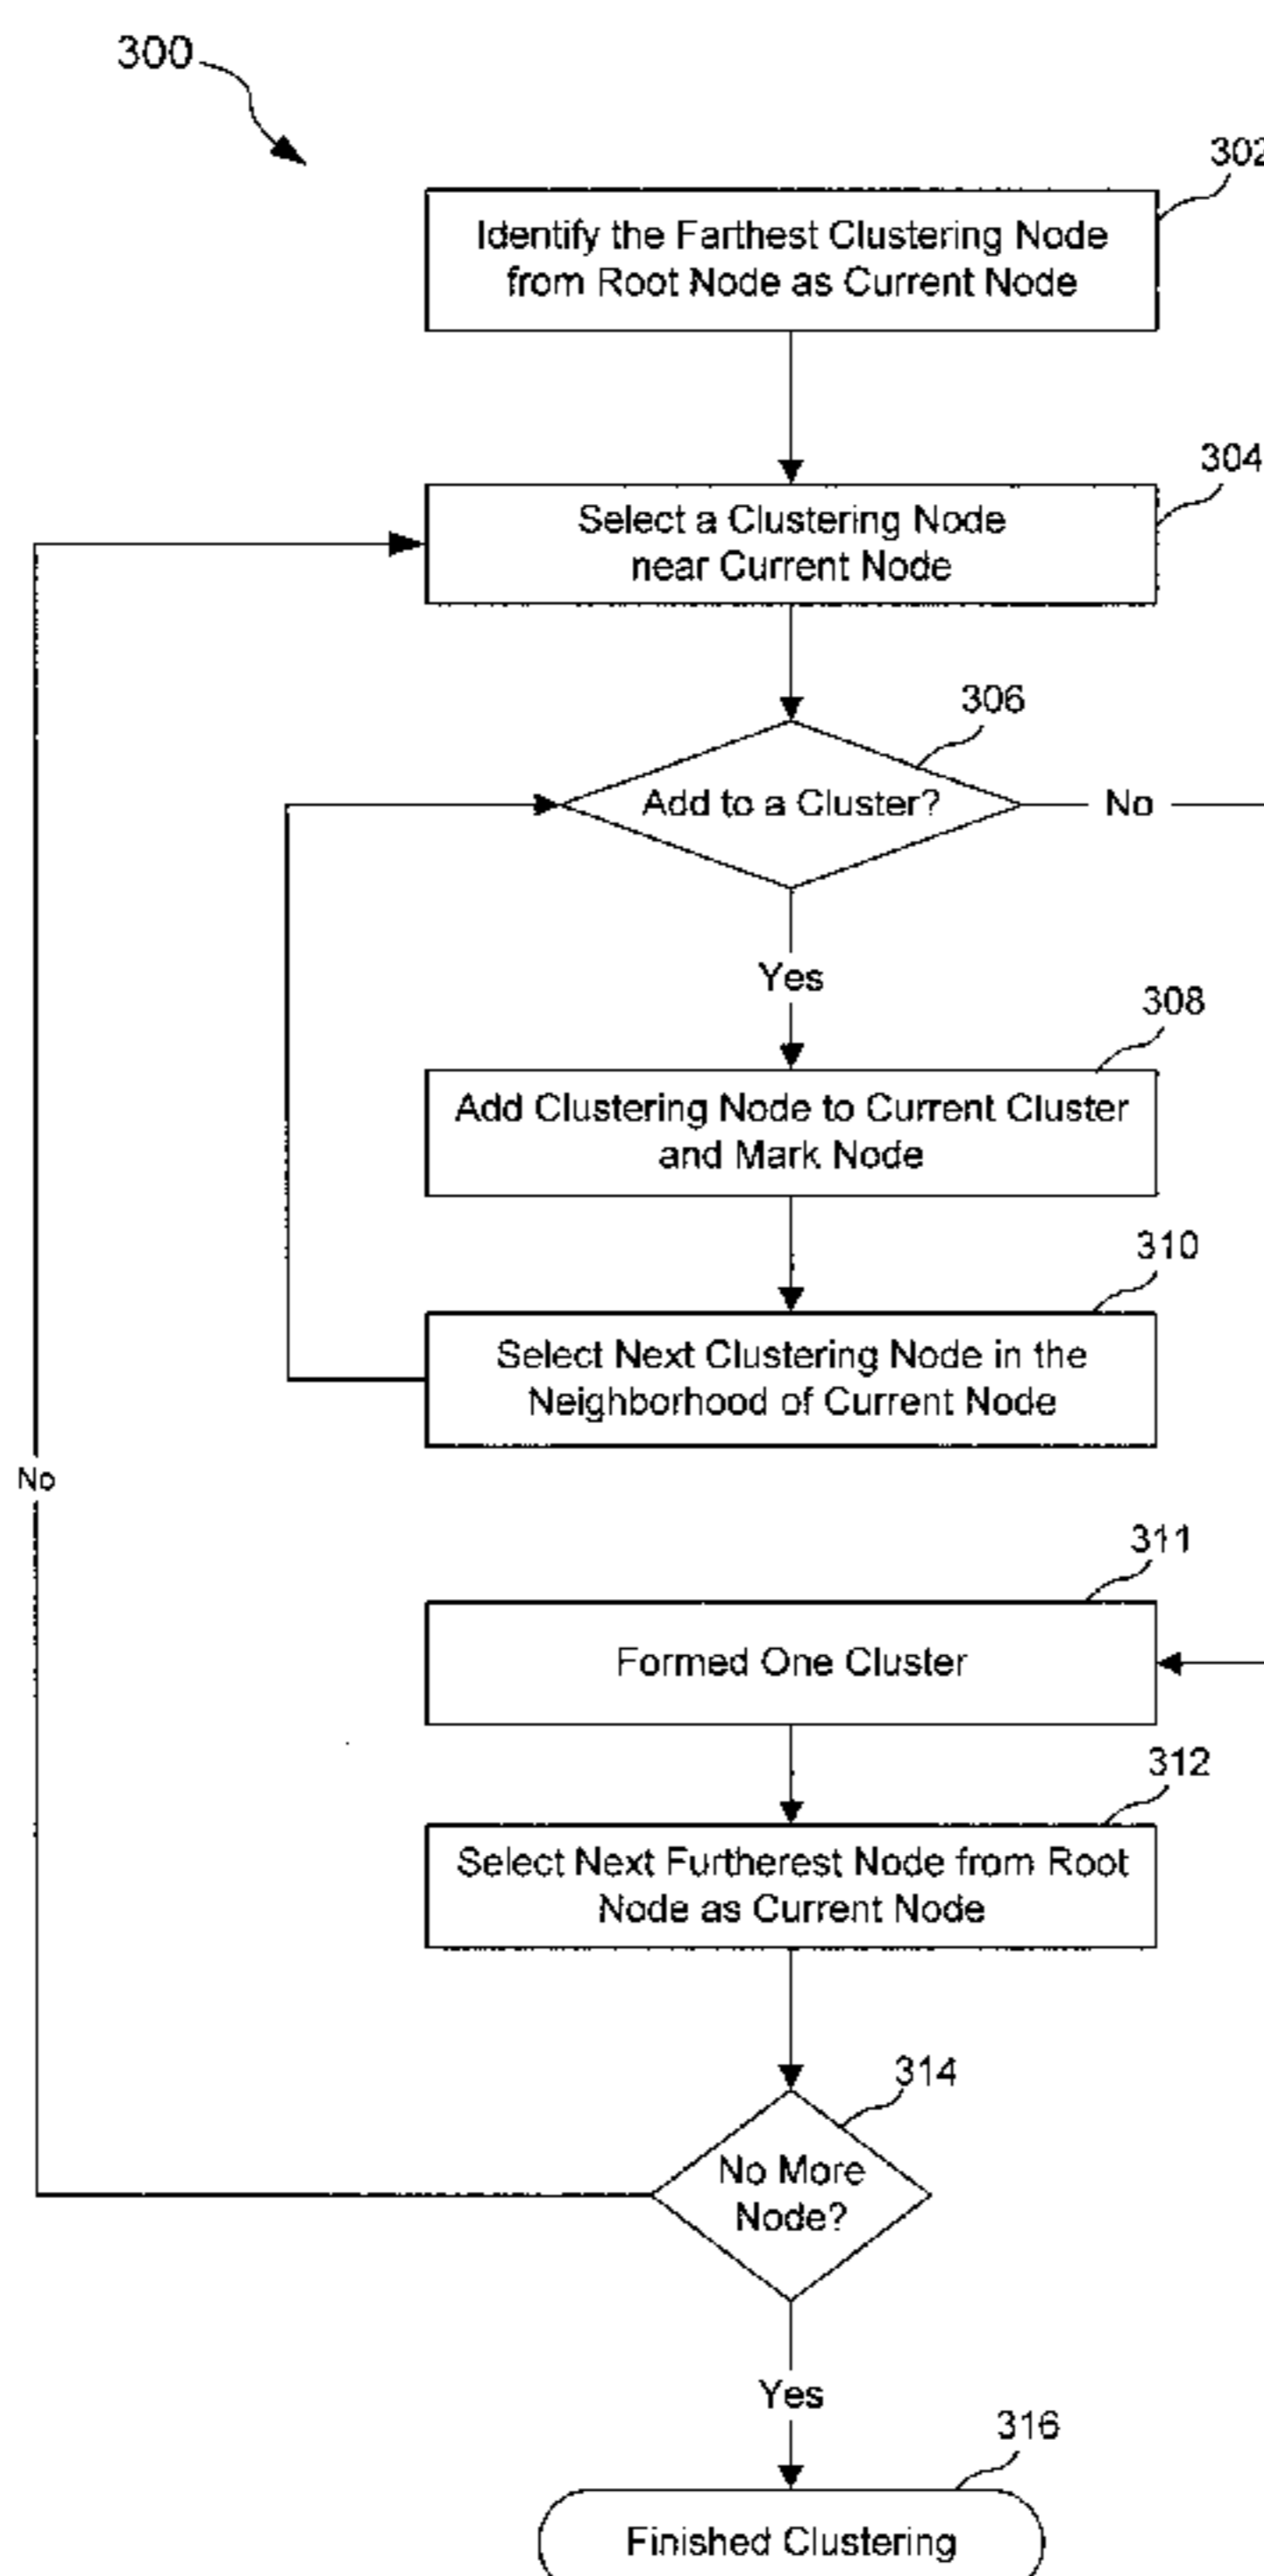 300
302
Identify the Farthest Clustering Node
from Root Node as Current Node
304
Select a Clustering Node
near Current Node
306
Add to a Cluster?
No
Yes
308
Add Clustering Node to Current Cluster
and Mark Node
310
Select Next Clustering Node in the
Neighborhood of Current Node
No
311
Formed One Cluster
312
Select Next Furtherest Node from Root
Node as Current Node
314
No More
Node?
Yes
316
Finished Clustering